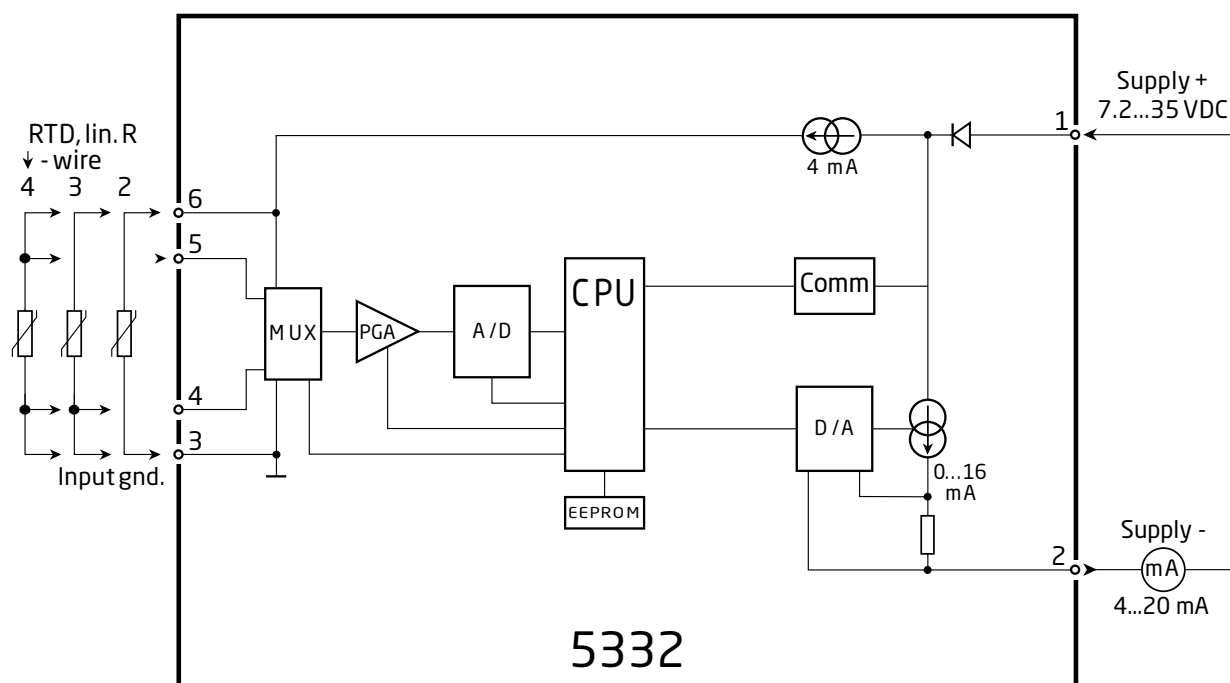 Supply +
7.2...35 VDC
1
RTD, lin. R
- wire
4 3 2
4 mA
6
5
CPU
Comm
MUX
PGA
A/D
4
D/A
3
Input gnd.
0...16
mA
EEPROM
Supply -
2
mA
4...20 mA
5332